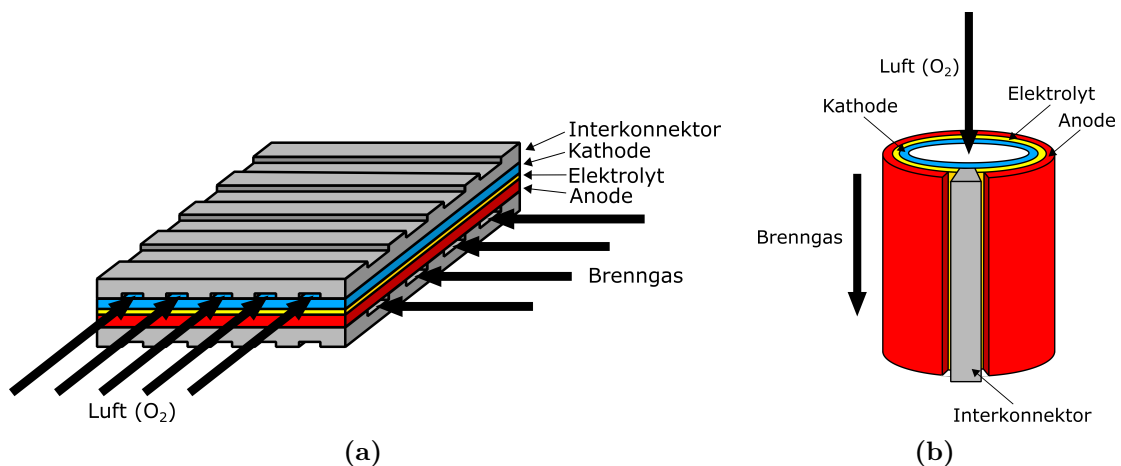 Interkonnektor
Kathode
Elektrolyt
Anode
Brenngas
Luft (O₂)
(a)
Luft (O₂)
Kathode
Elektrolyt
Anode
Brenngas
Interkonnektor
(b)